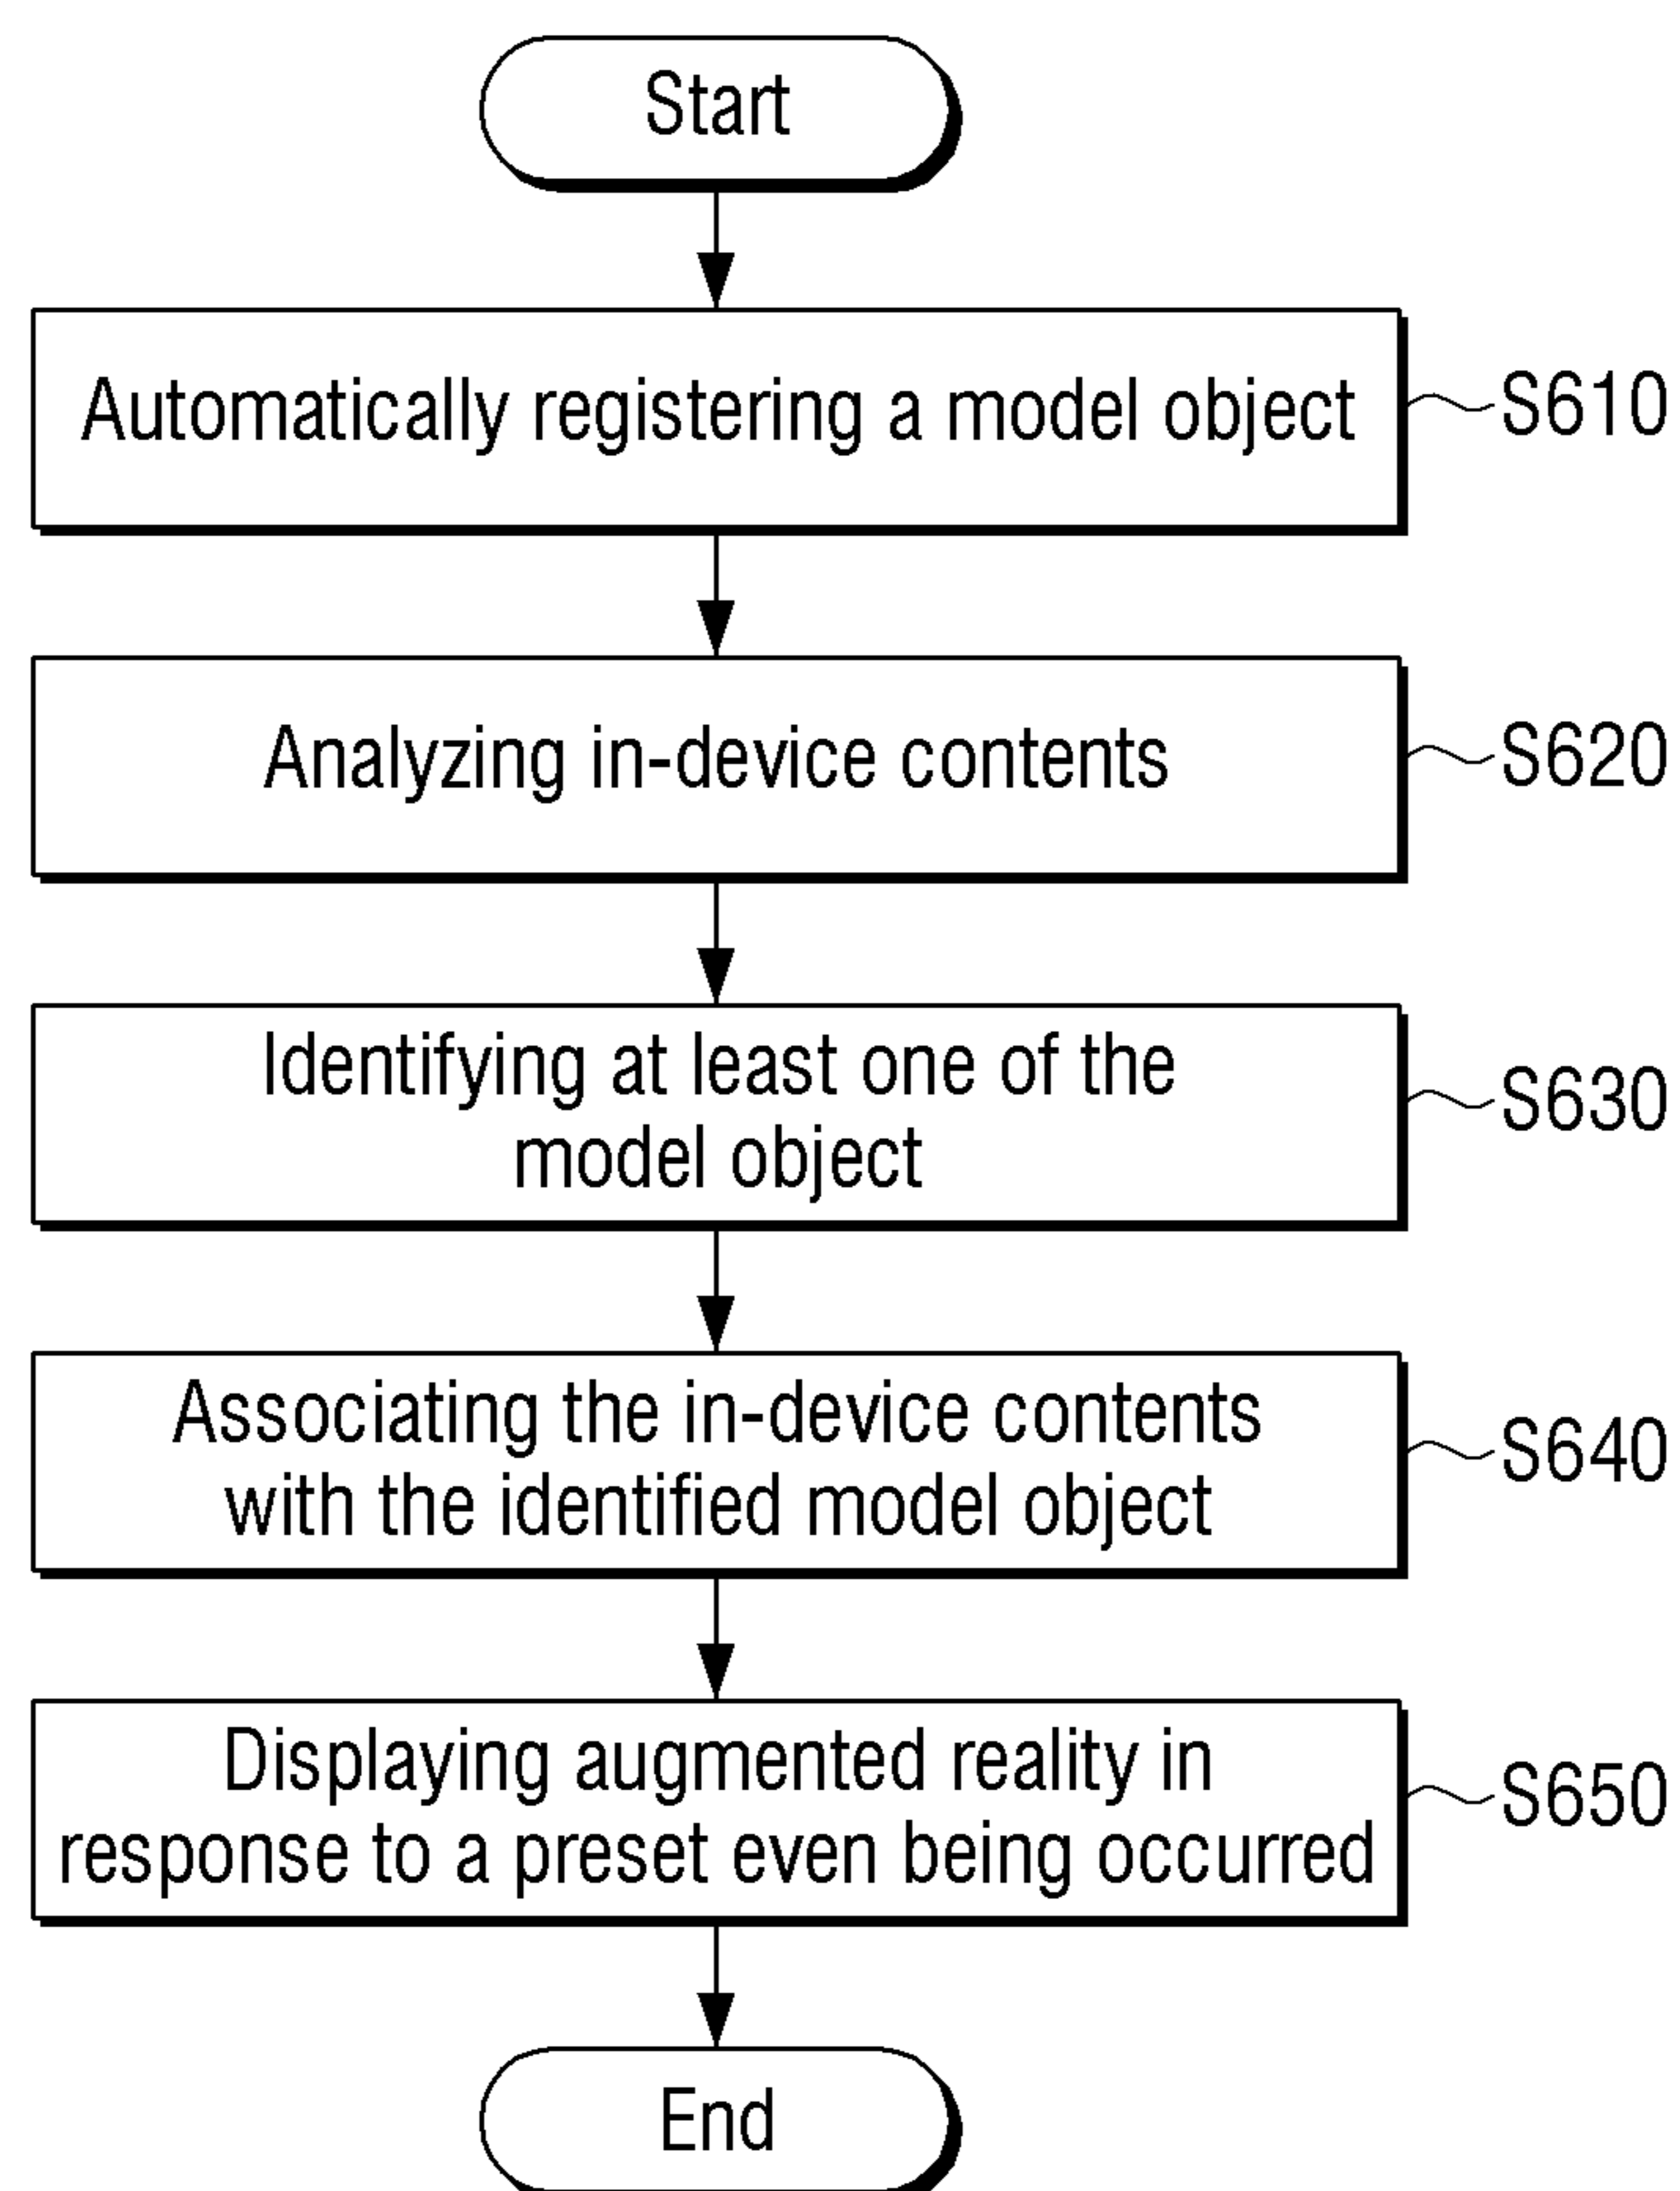 Start
Automatically registering a model object
S610
Analyzing in-device contents
S620
Identifying at least one of the
model object
S630
Associating the in-device contents
with the identified model object
S640
Displaying augmented reality in
response to a preset even being occurred
S650
End